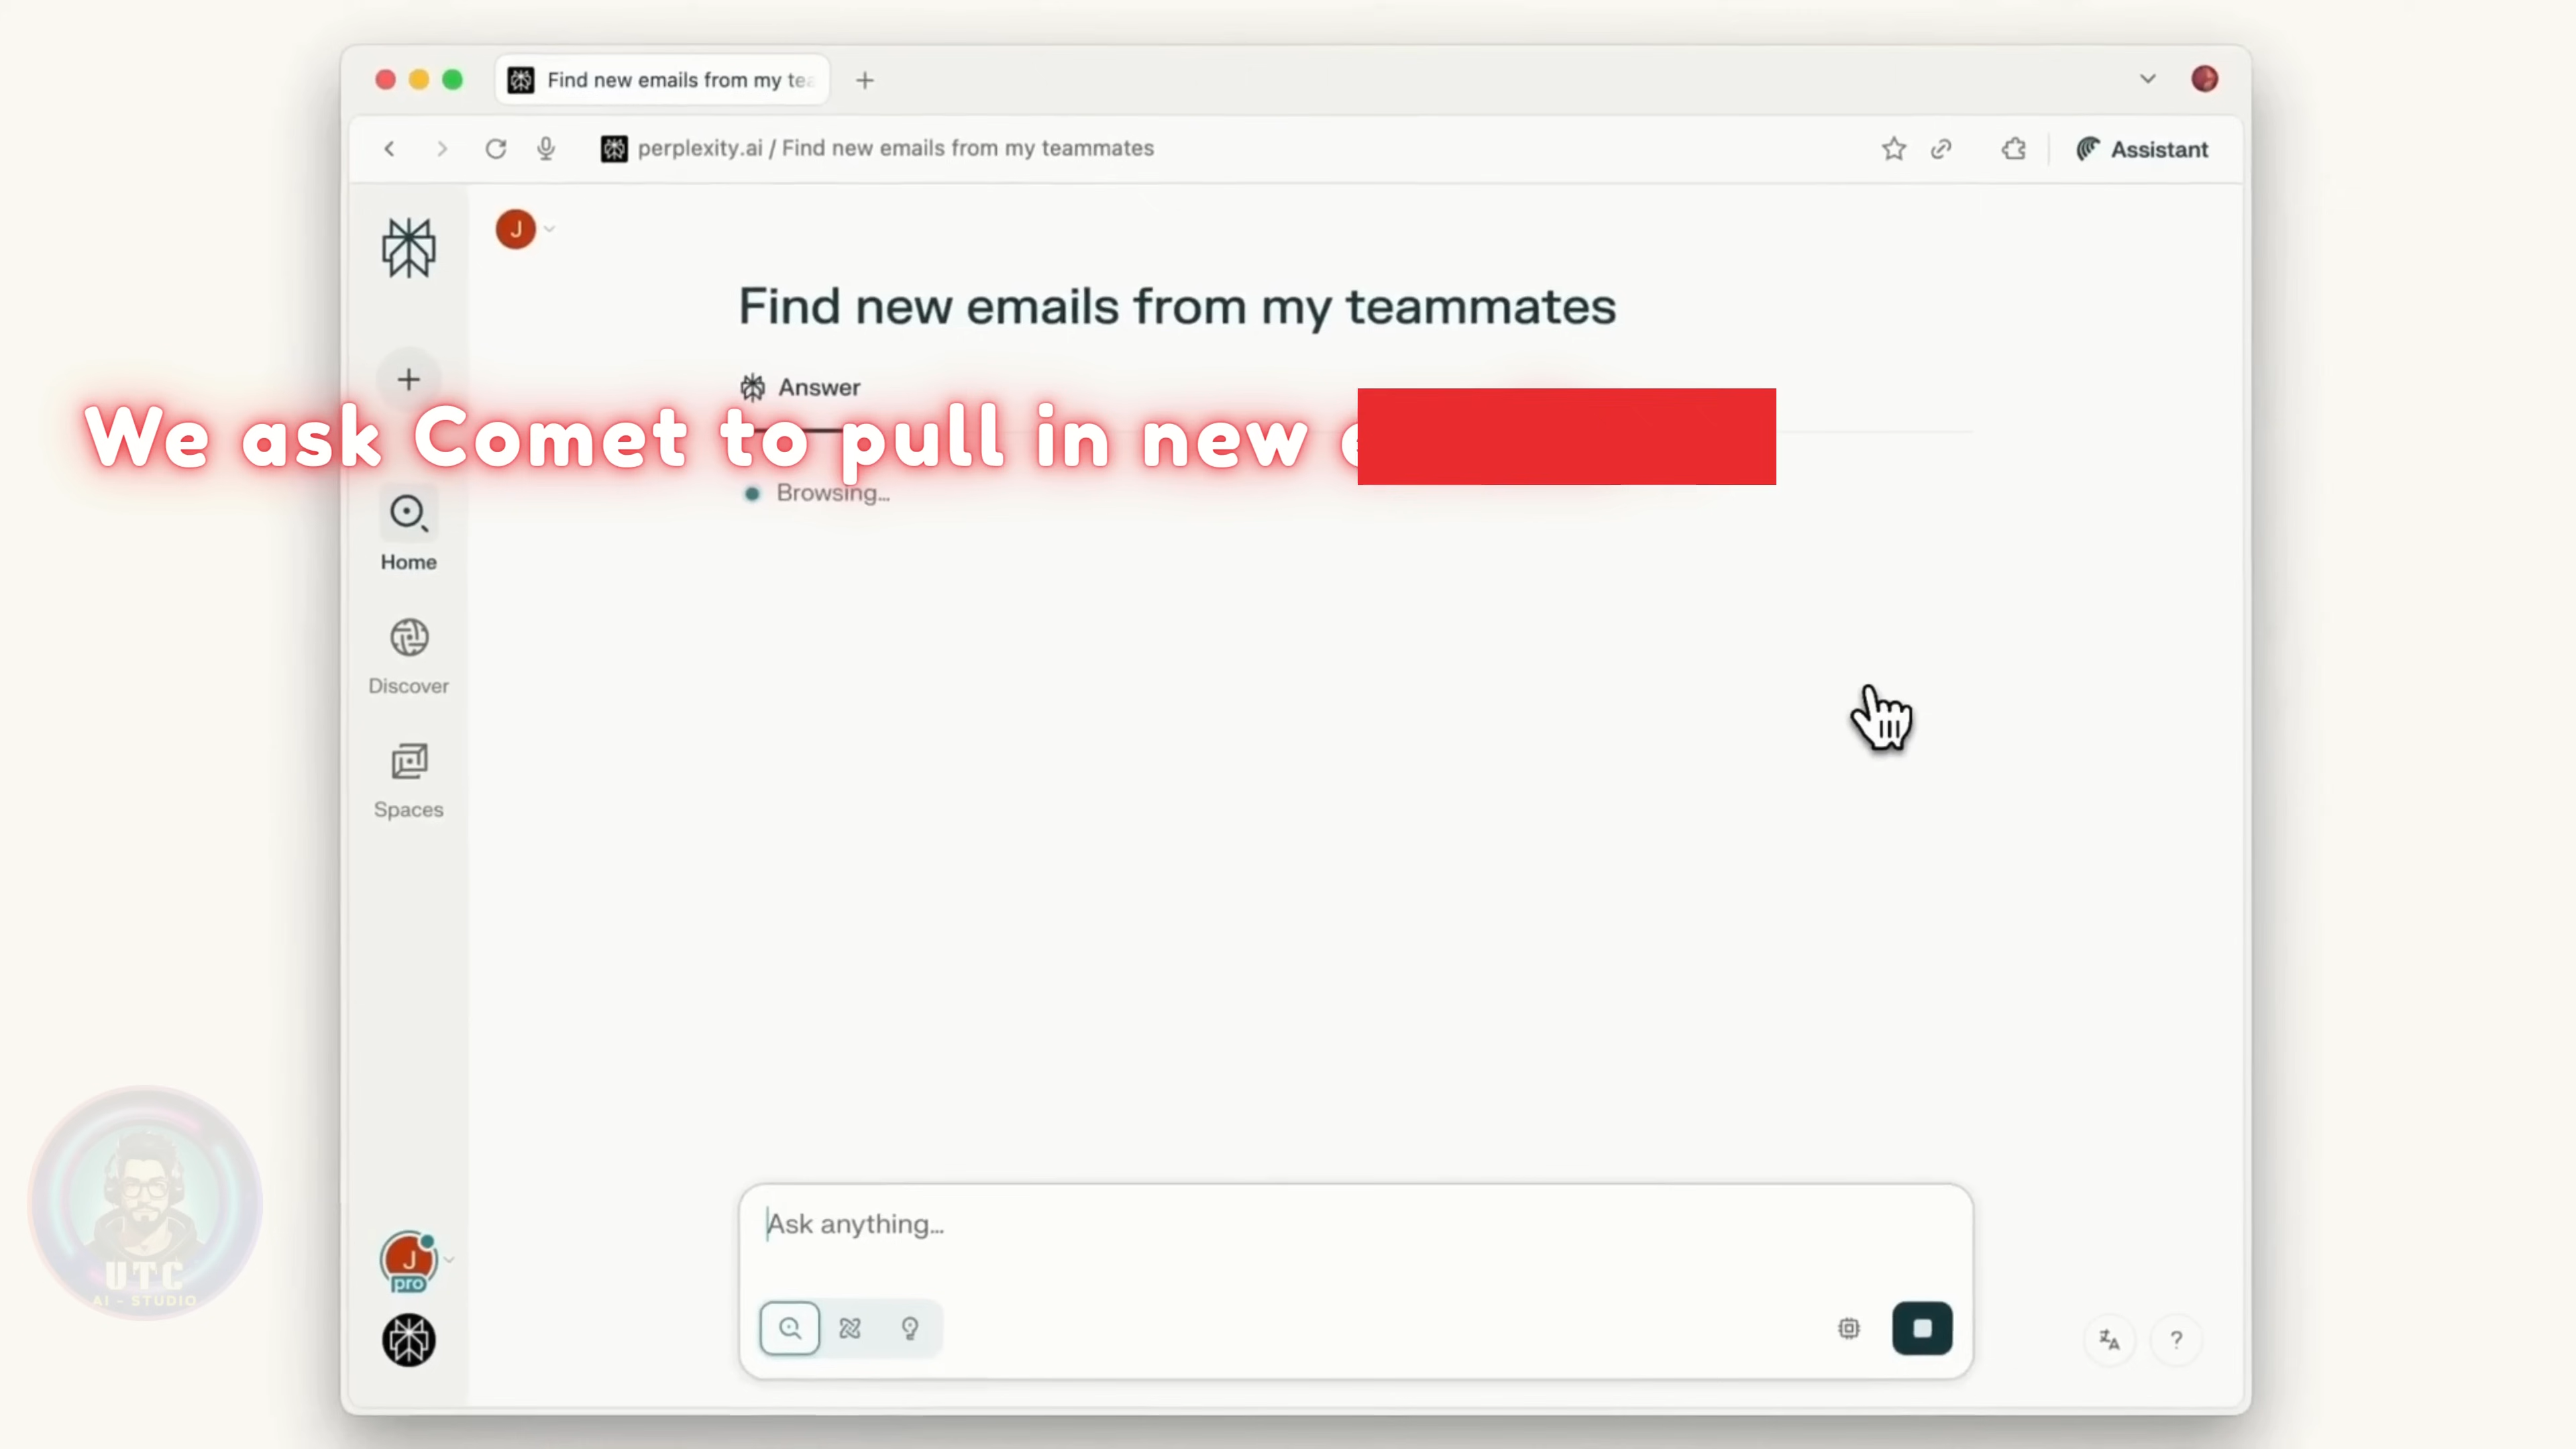 Find new emails from my tea
perplexity.ai / Find new emails from my teammates
Assistant
J
Find new emails from my teammates
Answer
We ask Comet to pull in new
Browsing...
Home
Discover
Spaces
Ask anything...
J
pro
UTC
AI - STUDIO
?